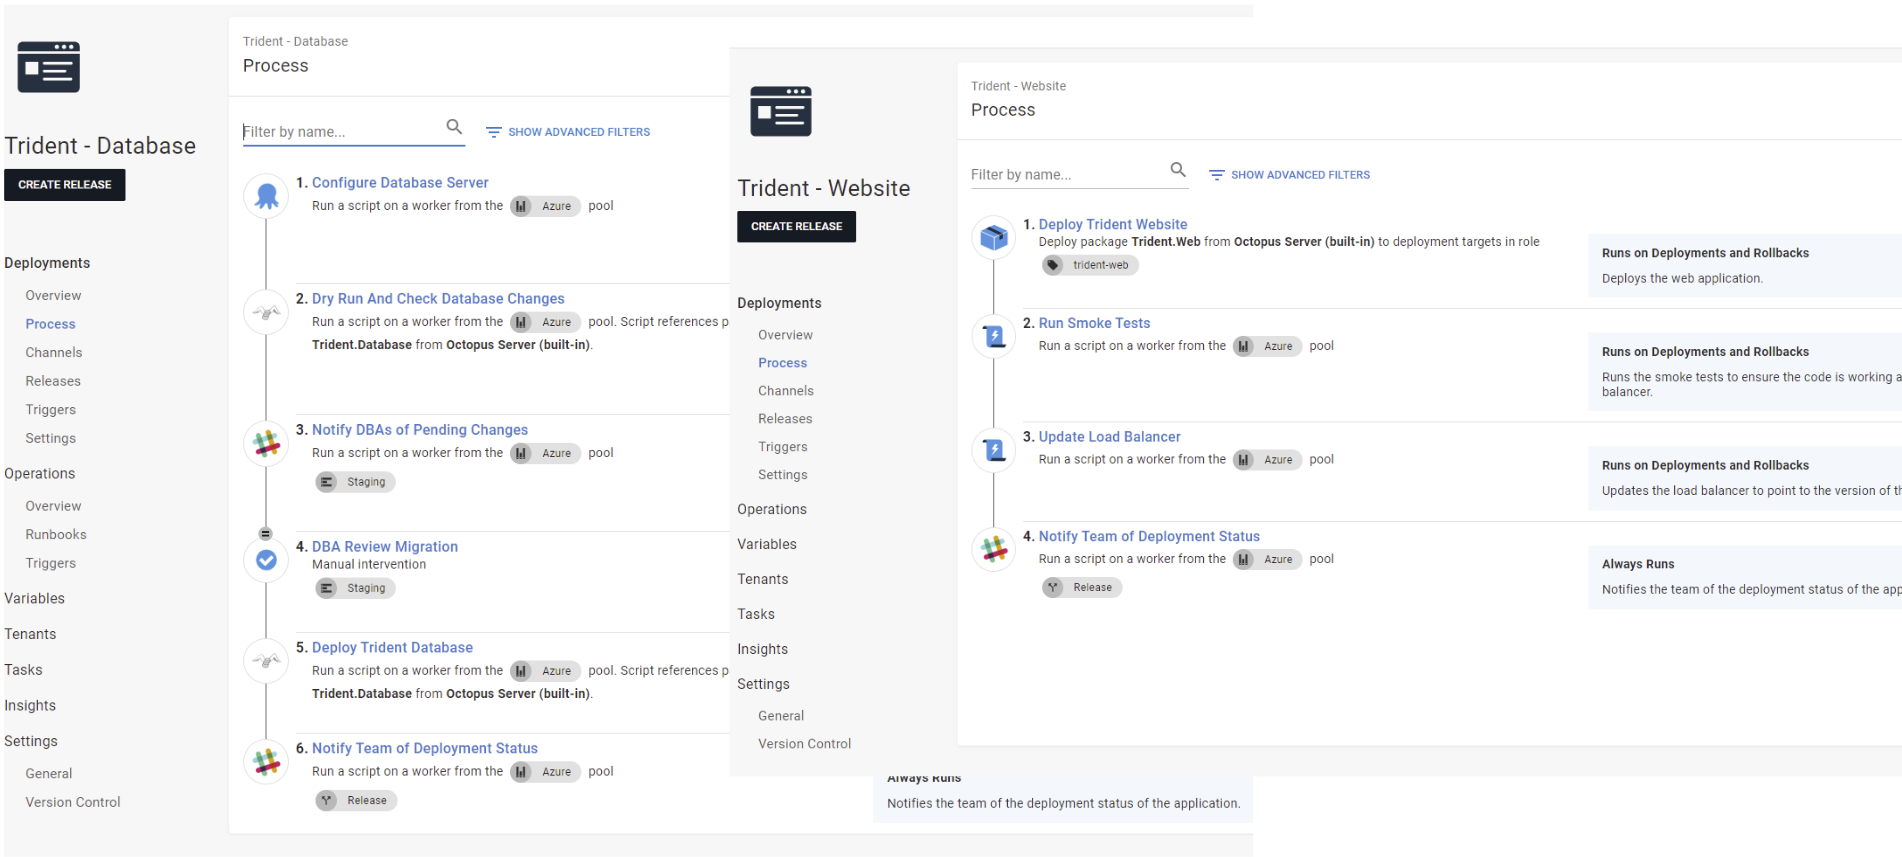 Trident - Database
CREATE RELEASE
Deployments
Overview
Process
Channels
Releases
Triggers
Settings
Operations
Overview
Runbooks
Triggers
Variables
Tenants
Tasks
Insights
Settings
General
Version Control
Trident - Database
Process
Filter by name...
SHOW ADVANCED FILTERS
1. Configure Database Server
Run a script on a worker from the Azure pool
2. Dry Run And Check Database Changes
Run a script on a worker from the Azure pool. Script references p
Trident.Database from Octopus Server (built-in).
3. Notify DBAs of Pending Changes
Run a script on a worker from the Azure pool
Staging
4. DBA Review Migration
Manual intervention
Staging
5. Deploy Trident Database
Run a script on a worker from the Azure pool. Script references p
Trident.Database from Octopus Server (built-in).
6. Notify Team of Deployment Status
Run a script on a worker from the Azure pool
Release
Always Runs
Notifies the team of the deployment status of the application.
Trident - Website
CREATE RELEASE
Deployments
Overview
Process
Channels
Releases
Triggers
Settings
Operations
Variables
Tenants
Tasks
Insights
Settings
General
Version Control
Trident - Website
Process
Filter by name...
SHOW ADVANCED FILTERS
1. Deploy Trident Website
Deploy package Trident.Web from Octopus Server (built-in) to deployment targets in role
trident-web
Runs on Deployments and Rollbacks
Deploys the web application.
2. Run Smoke Tests
Run a script on a worker from the Azure pool
Runs on Deployments and Rollbacks
Runs the smoke tests to ensure the code is working a
balancer.
3. Update Load Balancer
Run a script on a worker from the Azure pool
Runs on Deployments and Rollbacks
Updates the load balancer to point to the version of th
4. Notify Team of Deployment Status
Run a script on a worker from the Azure pool
Release
Always Runs
Notifies the team of the deployment status of the app